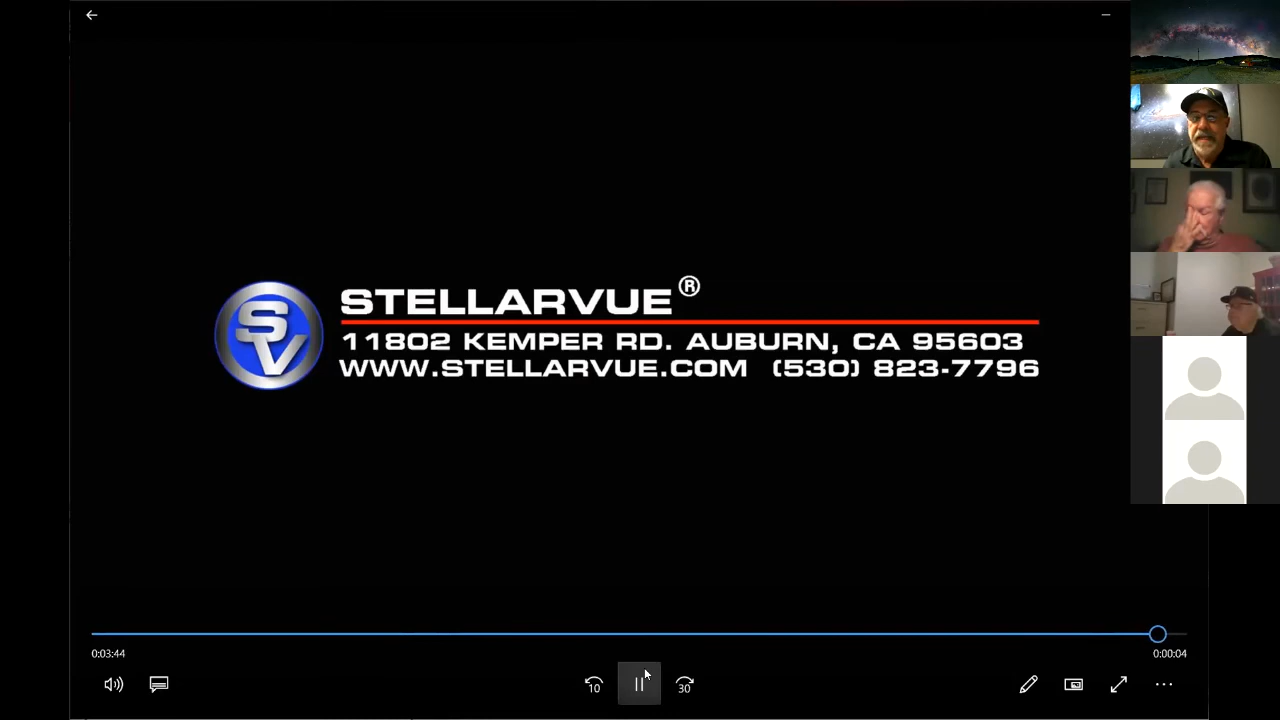 SV
STELLARVUE®
11802 KEMPER RD. AUBURN, CA 95603
WWW.STELLARVUE.COM (530) 823-7796
0:03:44
0:00:04
10
30